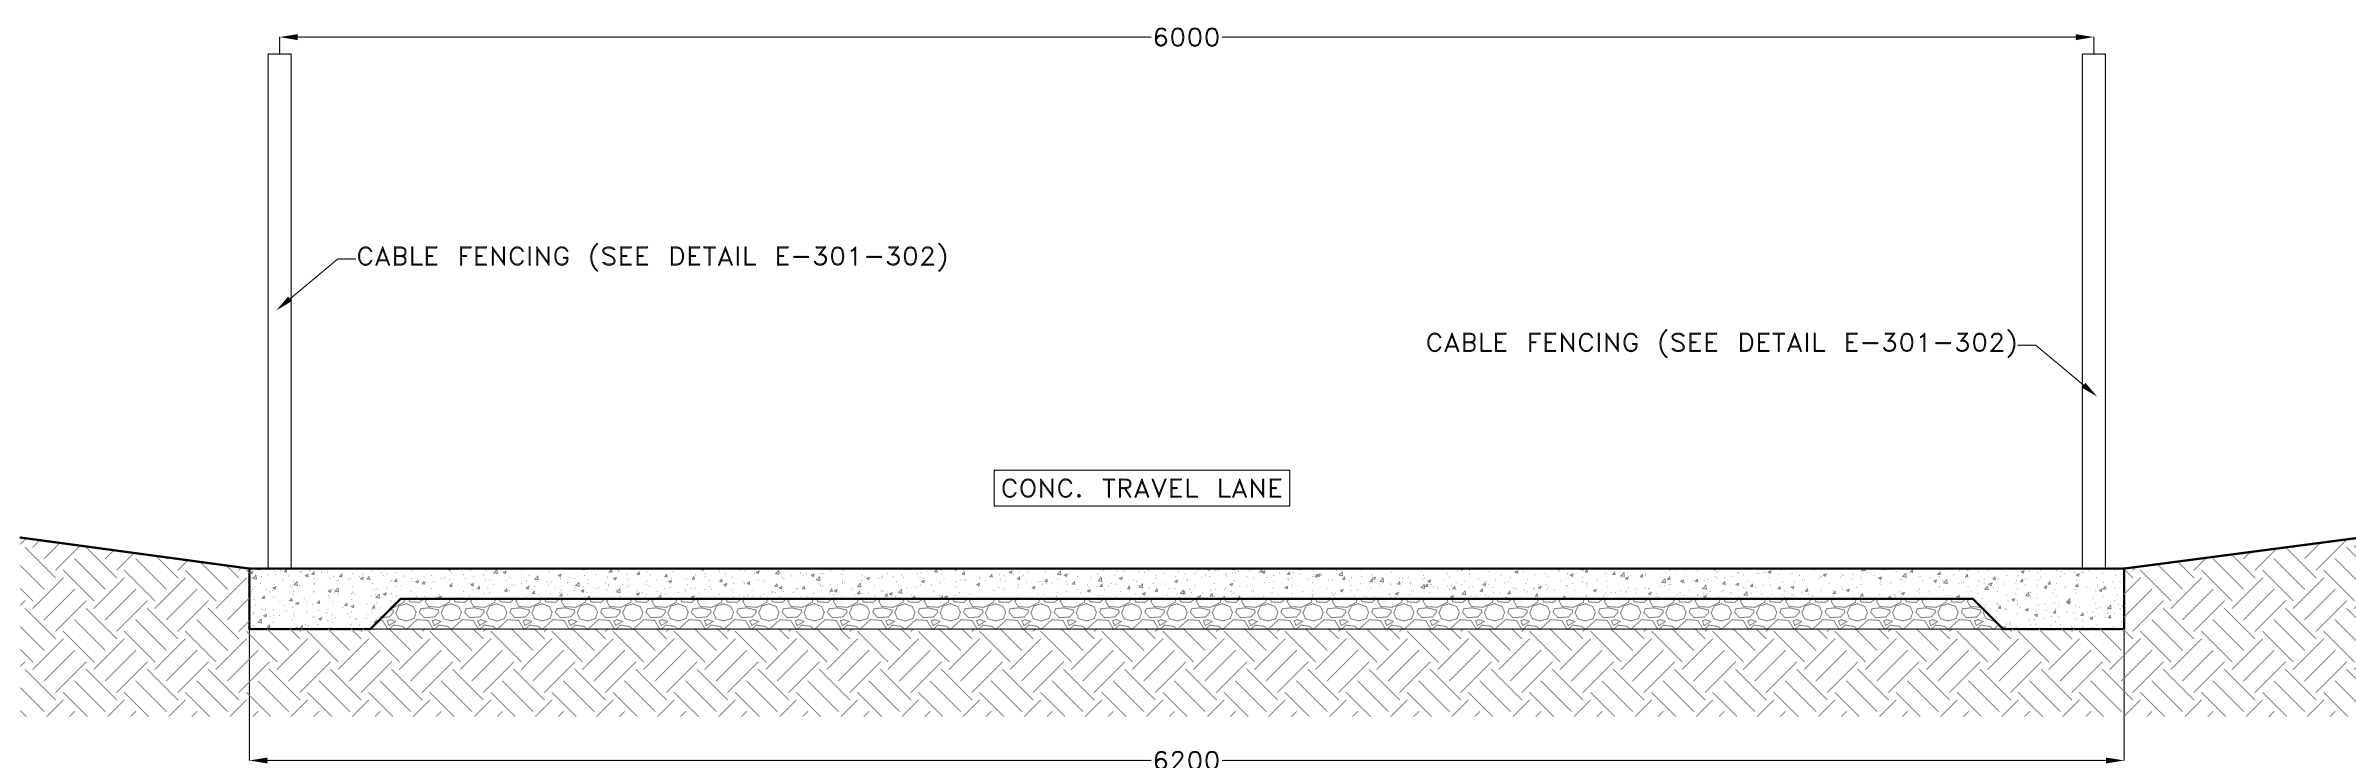 6000
CABLE FENCING (SEE DETAIL E-301-302)
CABLE FENCING (SEE DETAIL E-301-302)
CONC. TRAVEL LANE
6200